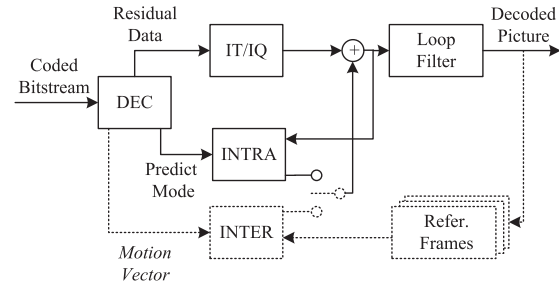 Residual
Data
Coded
Bitstream
DEC
IT/IQ
+
Loop
Filter
Decoded
Picture
Predict
Mode
INTRA
INTER
Motion
Vector
Refer.
Frames